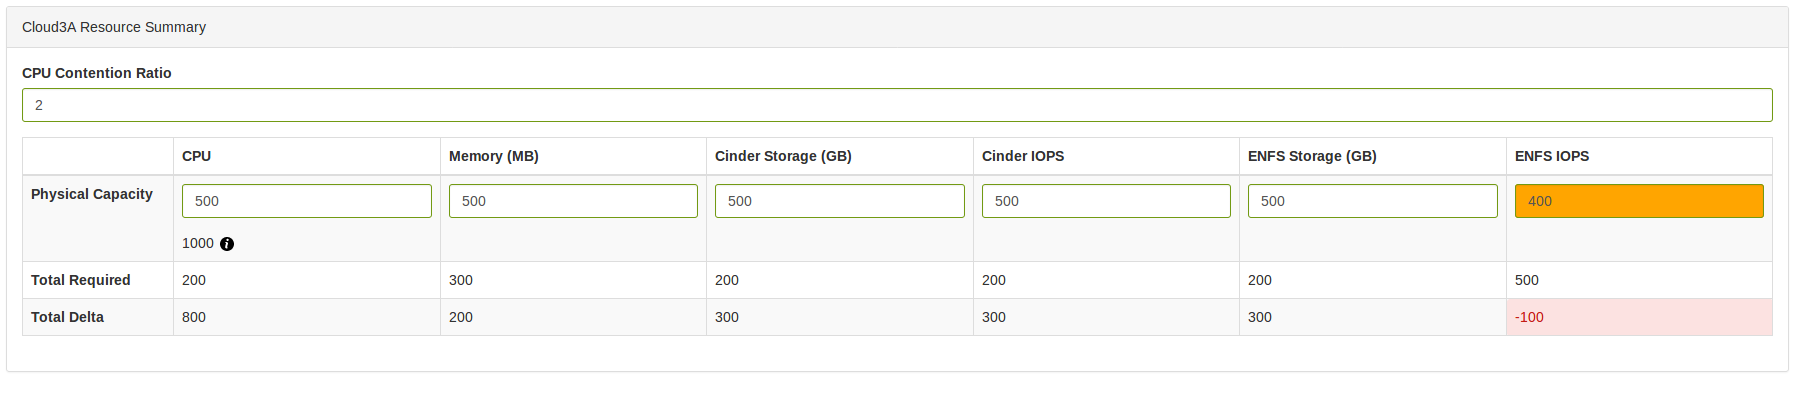 Cloud3A Resource Summary
CPU Contention Ratio
2
CPU Memory (MB) Cinder Storage (GB) Cinder IOPS ENFS Storage (GB) ENFS IOPS
Physical Capacity 500 500 500 500 500 400
1000
Total Required 200 300 200 200 200 500
Total Delta 800 200 300 300 300 -100